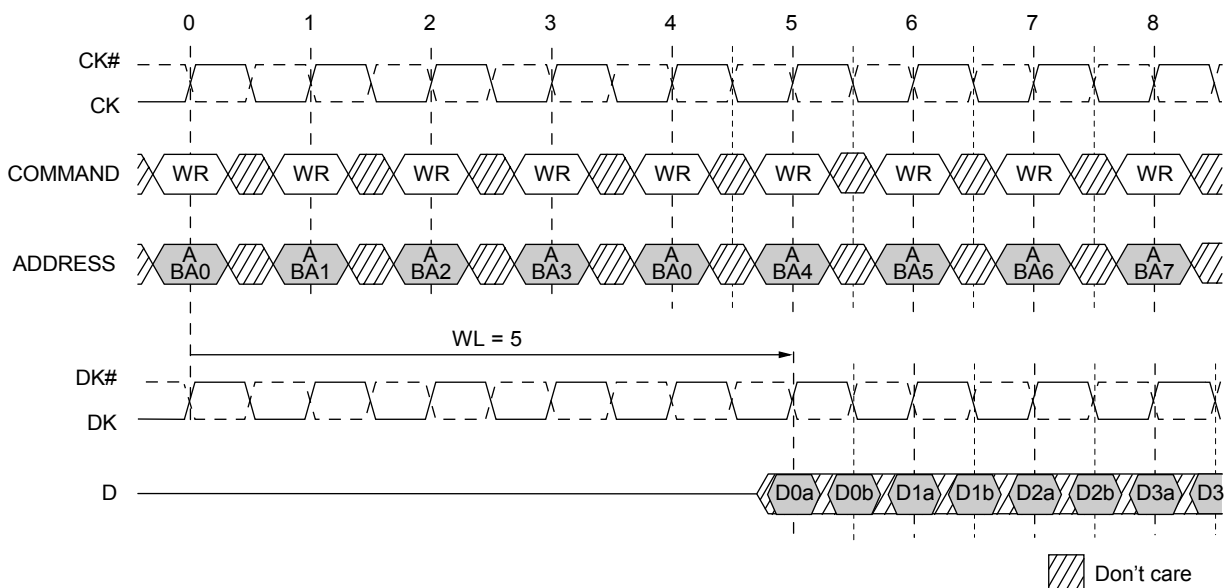 0 1 2 3 4 5 6 7 8
CK#
CK
COMMAND WR WR WR WR WR WR WR WR WR
ADDRESS A A A A A A A A A
BA0 BA1 BA2 BA3 BA0 BA4 BA5 BA6 BA7
WL = 5
DK#
DK
D D0a D0b D1a D1b D2a D2b D3a D3
Don't care